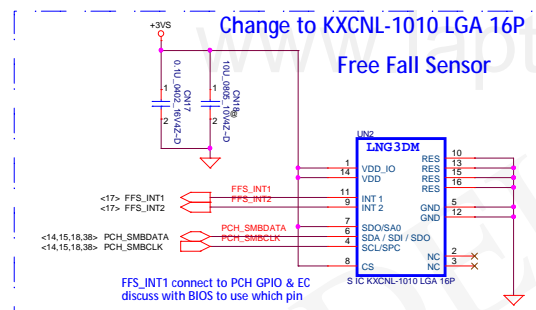 Change to KXCNL-1010 LGA 16P
Free Fall Sensor
+3VS
1
2
CN17
0.1U_0402_16V4Z~D
1
2
CN18@
10U_0805_10V4Z~D
UN2
LNG3DM
1 VDD_IO
14 VDD
RES 10
RES 13
RES 15
RES 16
<17> FFS_INT1 FFS_INT1 11 INT 1
<17> FFS_INT2 FFS_INT2 9 INT 2
GND 5
GND 12
7 SDO/SA0
<14,15,18,38> PCH_SMBDATA PCH_SMBDATA 6 SDA / SDI / SDO
<14,15,18,38> PCH_SMBCLK PCH_SMBCLK 4 SCL/SPC
NC 2
NC 3
8 CS
S IC KXCNL-1010 LGA 16P
FFS_INT1 connect to PCH GPIO & EC
discuss with BIOS to use which pin